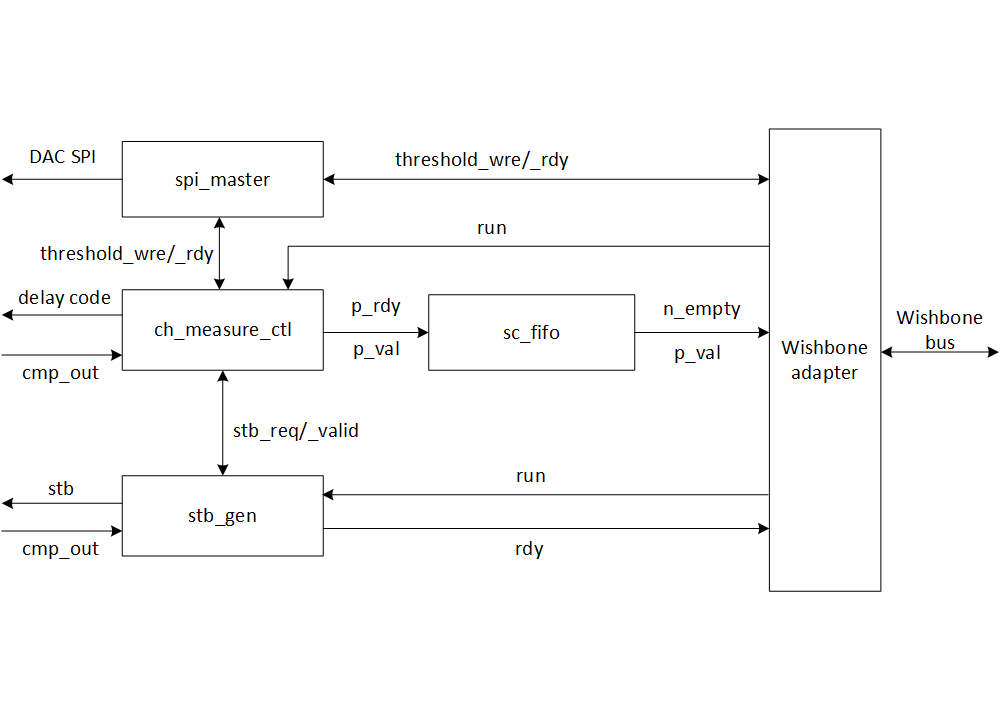 DAC SPI
spi_master
threshold_wre/_rdy
run
threshold_wre/_rdy
delay code
ch_measure_ctl
cmp_out
p_rdy
p_val
sc_fifo
n_empty
p_val
Wishbone
adapter
Wishbone
bus
stb_req/_valid
stb
stb_gen
cmp_out
run
rdy